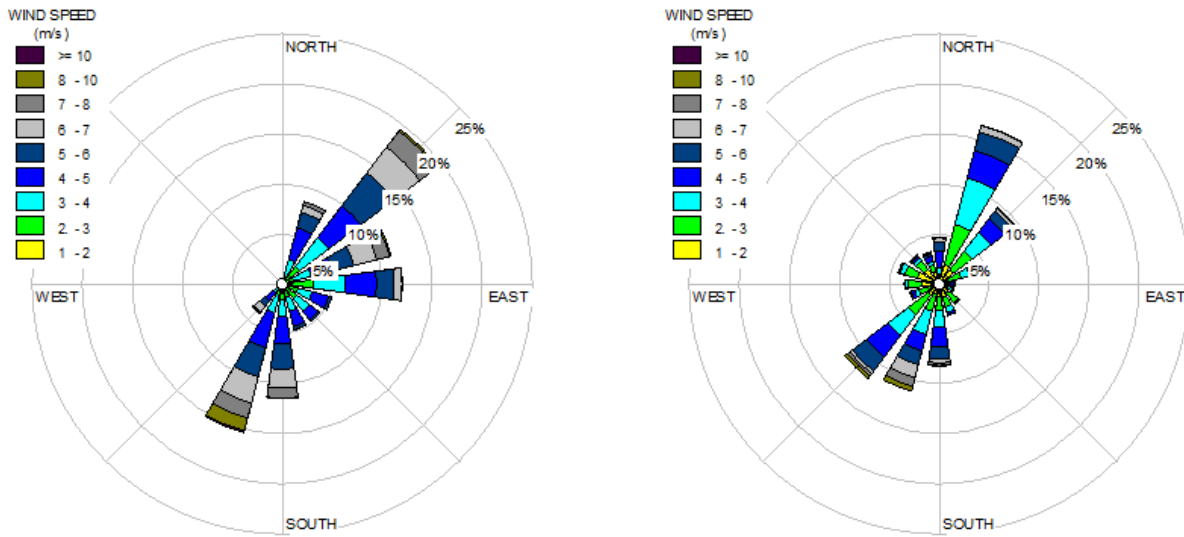 WIND SPEED
(m/s)
>= 10
8 - 10
7 - 8
6 - 7
5 - 6
4 - 5
3 - 4
2 - 3
1 - 2
NORTH
25%
20%
15%
10%
5%
WEST
EAST
SOUTH
WIND SPEED
(m/s)
>= 10
8 - 10
7 - 8
6 - 7
5 - 6
4 - 5
3 - 4
2 - 3
1 - 2
NORTH
25%
20%
15%
10%
5%
WEST
EAST
SOUTH